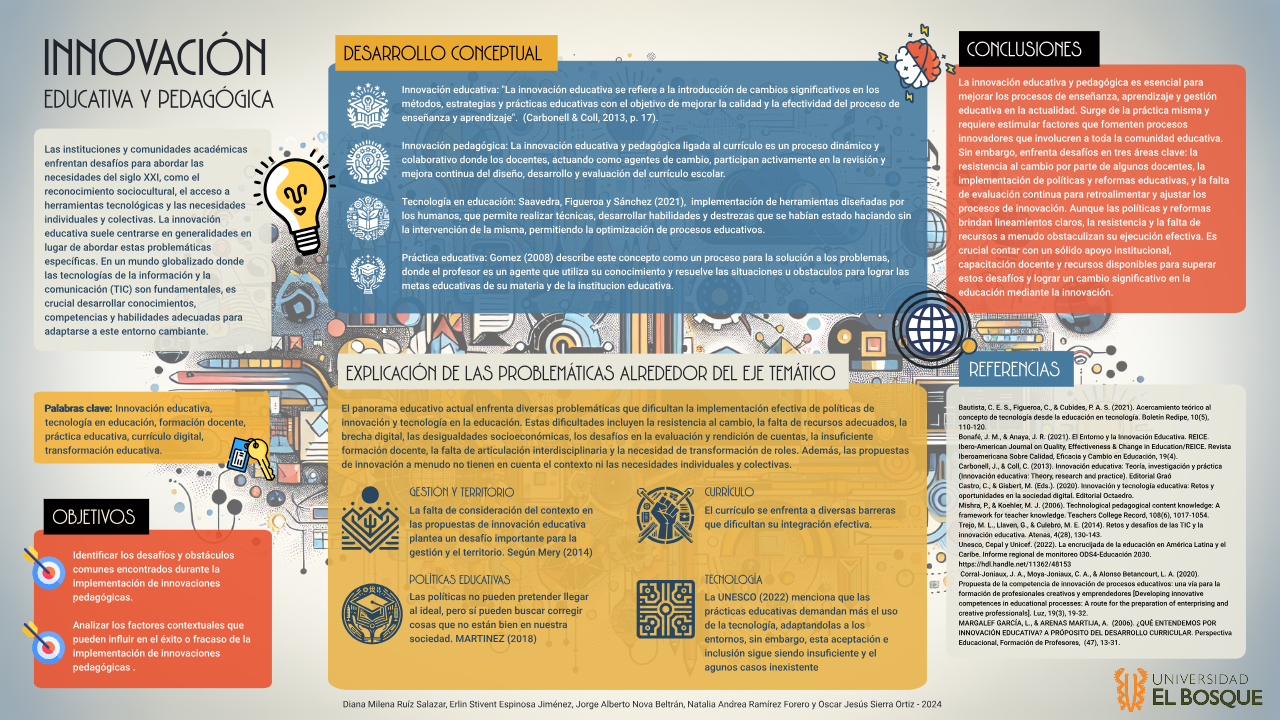 INNOVACIÓN
EDUCATIVA Y PEDAGÓGICA
Las instituciones y comunidades académicas
enfrentan desafíos para abordar las
necesidades del siglo XXI, como el
reconocimiento sociocultural, el acceso a
herramientas tecnológicas y las necesidades
individuales y colectivas. La innovación
educativa suele centrarse en generalidades en
lugar de abordar estas problemáticas
específicas. En un mundo globalizado donde
las tecnologías de la información y la
comunicación (TIC) son fundamentales, es
crucial desarrollar conocimientos,
competencias y habilidades adecuadas para
adaptarse a este entorno cambiante.
Palabras clave: Innovación educativa,
tecnología en educación, formación docente,
práctica educativa, currículo digital,
transformación educativa.
OBJETIVOS
Identificar los desafíos y obstáculos
comunes encontrados durante la
implementación de innovaciones
pedagógicas.
Analizar los factores contextuales que
pueden influir en el éxito o fracaso de la
implementación de innovaciones
pedagógicas .
DESARROLLO CONCEPTUAL
Innovación educativa: "La innovación educativa se refiere a la introducción de cambios significativos en los
métodos, estrategias y prácticas educativas con el objetivo de mejorar la calidad y la efectividad del proceso de
enseñanza y aprendizaje". (Carbonell & Coll, 2013, p. 17).
Innovación pedagógica: La innovación educativa y pedagógica ligada al currículo es un proceso dinámico y
colaborativo donde los docentes, actuando como agentes de cambio, participan activamente en la revisión y
mejora continua del diseño, desarrollo y evaluación del currículo escolar.
Tecnología en educación: Saavedra, Figueroa y Sánchez (2021), implementación de herramientas diseñadas por
los humanos, que permite realizar técnicas, desarrollar habilidades y destrezas que se habían estado haciendo sin
la intervención de la misma, permitiendo la optimización de procesos educativos.
Práctica educativa: Gomez (2008) describe este concepto como un proceso para la solución a los problemas,
donde el profesor es un agente que utiliza su conocimiento y resuelve las situaciones u obstaculos para lograr las
metas educativas de su materia y de la institucion educativa.
EXPLICACIÓN DE LAS PROBLEMÁTICAS ALREDEDOR DEL EJE TEMÁTICO
El panorama educativo actual enfrenta diversas problemáticas que dificultan la implementación efectiva de políticas de
innovación y tecnología en la educación. Estas dificultades incluyen la resistencia al cambio, la falta de recursos adecuados, la
brecha digital, las desigualdades socioeconómicas, los desafíos en la evaluación y rendición de cuentas, la insuficiente
formación docente, la falta de articulación interdisciplinaria y la necesidad de transformación de roles. Además, las propuestas
de innovación a menudo no tienen en cuenta el contexto ni las necesidades individuales y colectivas.
GESTIÓN Y TERRITORIO
La falta de consideración del contexto en
las propuestas de innovación educativa
plantea un desafío importante para la
gestión y el territorio. Según Mery (2014)
CURRÍCULO
El currículo se enfrenta a diversas barreras
que dificultan su integración efectiva.
POLÍTICAS EDUCATIVAS
Las políticas no pueden pretender llegar
al ideal, pero sí pueden buscar corregir
cosas que no están bien en nuestra
sociedad. MARTINEZ (2018)
TECNOLOGÍA
La UNESCO (2022) menciona que las
prácticas educativas demandan más el uso
de la tecnología, adaptandolas a los
entornos, sin embargo, esta aceptación e
inclusión sigue siendo insuficiente y el
agunos casos inexistente
CONCLUSIONES
La innovación educativa y pedagógica es esencial para
mejorar los procesos de enseñanza, aprendizaje y gestión
educativa en la actualidad. Surge de la práctica misma y
requiere estimular factores que fomenten procesos
innovadores que involucren a toda la comunidad educativa.
Sin embargo, enfrenta desafíos en tres áreas clave: la
resistencia al cambio por parte de algunos docentes, la
implementación de políticas y reformas educativas, y la falta
de evaluación continua para retroalimentar y ajustar los
procesos de innovación. Aunque las políticas y reformas
brindan lineamientos claros, la resistencia y la falta de
recursos a menudo obstaculizan su ejecución efectiva. Es
crucial contar con un sólido apoyo institucional,
capacitación docente y recursos disponibles para superar
estos desafíos y lograr un cambio significativo en la
educación mediante la innovación.
REFERENCIAS
Bautista, C. E. S., Figueroa, C., & Cubides, P. A. S. (2021). Acercamiento teórico al
concepto de tecnología desde la educación en tecnología. Boletín Redipe, 10(5),
110-120.
Bonafé, J. M., & Anaya, J. R. (2021). El Entorno y la Innovación Educativa. REICE.
Ibero-American Journal on Quality, Effectiveness & Change in Education/REICE. Revista
Iberoamericana Sobre Calidad, Eficacia y Cambio en Educación, 19(4).
Carbonell, J., & Coll, C. (2013). Innovación educativa: Teoría, investigación y práctica
(Innovación educativa: Theory, research and practice). Editorial Graó
Castro, C., & Gisbert, M. (Eds.). (2020). Innovación y tecnología educativa: Retos y
oportunidades en la sociedad digital. Editorial Octaedro.
Mishra, P., & Koehler, M. J. (2006). Technological pedagogical content knowledge: A
framework for teacher knowledge. Teachers College Record, 108(6), 1017-1054.
Trejo, M. L., Llaven, G., & Culebro, M. E. (2014). Retos y desafíos de las TIC y la
innovación educativa. Atenas, 4(28), 130-143.
Unesco, Cepal y Unicef. (2022). La encrucijada de la educación en América Latina y el
Caribe. Informe regional de monitoreo ODS4-Educación 2030.
https://hdl.handle.net/11362/48153
Corral-Joniaux, J. A., Moya-Joniaux, C. A., & Alonso Betancourt, L. A. (2020).
Propuesta de la competencia de innovación de procesos educativos: una vía para la
formación de profesionales creativos y emprendedores [Developing innovative
competences in educational processes: A route for the preparation of enterprising and
creative professionals]. Luz, 19(3), 19-32.
MARGALEF GARCÍA, L., & ARENAS MARTIJA, A. (2006). ¿QUÉ ENTENDEMOS POR
INNOVACIÓN EDUCATIVA? A PRÓPOSITO DEL DESARROLLO CURRICULAR. Perspectiva
Educacional, Formación de Profesores, (47), 13-31.
Diana Milena Ruíz Salazar, Erlin Stivent Espinosa Jiménez, Jorge Alberto Nova Beltrán, Natalia Andrea Ramírez Forero y Oscar Jesús Sierra Ortiz - 2024
UNIVERSIDAD
EL BOSQUE